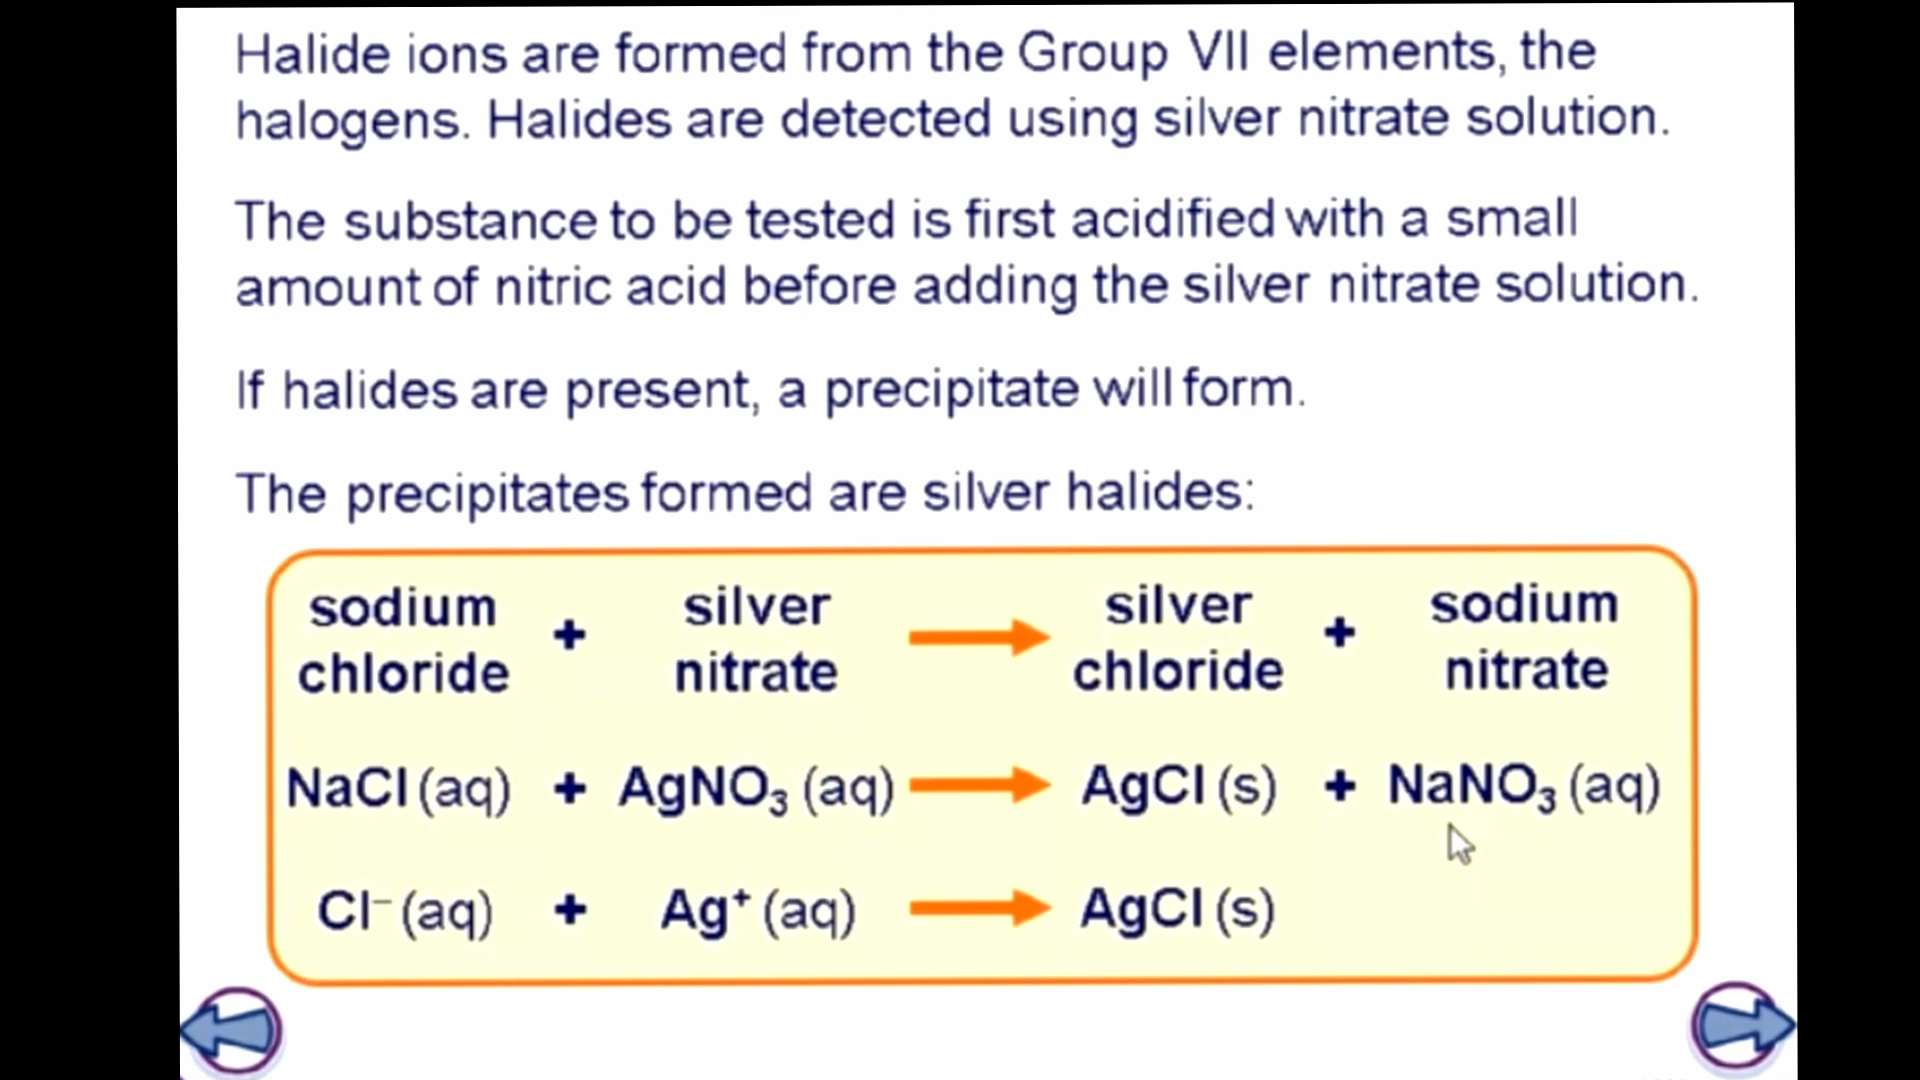 Halide ions are formed from the Group VII elements, the
halogens. Halides are detected using silver nitrate solution.
The substance to be tested is first acidified with a small
amount of nitric acid before adding the silver nitrate solution.
If halides are present, a precipitate will form.
The precipitates formed are silver halides:
sodium chloride + silver nitrate → silver chloride + sodium nitrate
NaCl (aq) + AgNO₃ (aq) → AgCl (s) + NaNO₃ (aq)
Cl⁻ (aq) + Ag⁺ (aq) → AgCl (s)